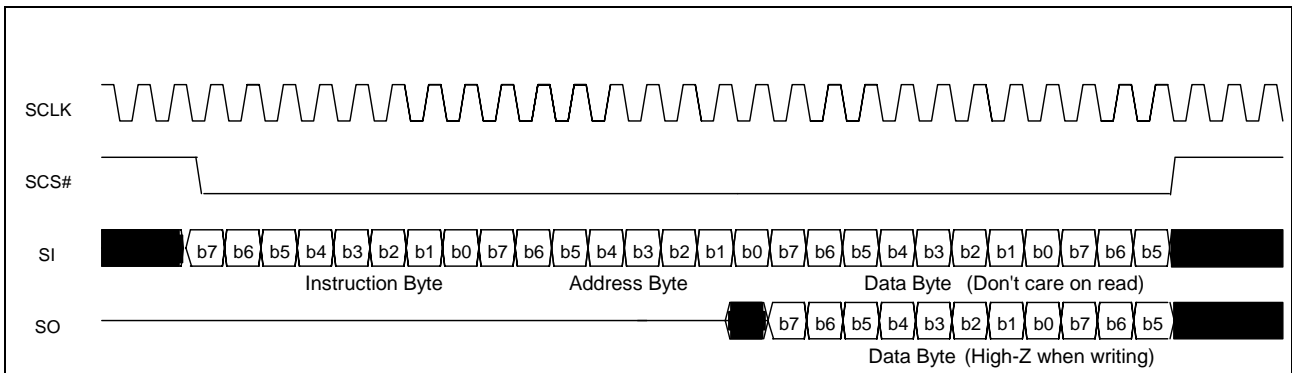 SCLK
SCS#
SI b7 b6 b5 b4 b3 b2 b1 b0 b7 b6 b5 b4 b3 b2 b1 b0 b7 b6 b5 b4 b3 b2 b1 b0 b7 b6 b5
Instruction Byte Address Byte Data Byte (Don't care on read)
SO b7 b6 b5 b4 b3 b2 b1 b0 b7 b6 b5
Data Byte (High-Z when writing)